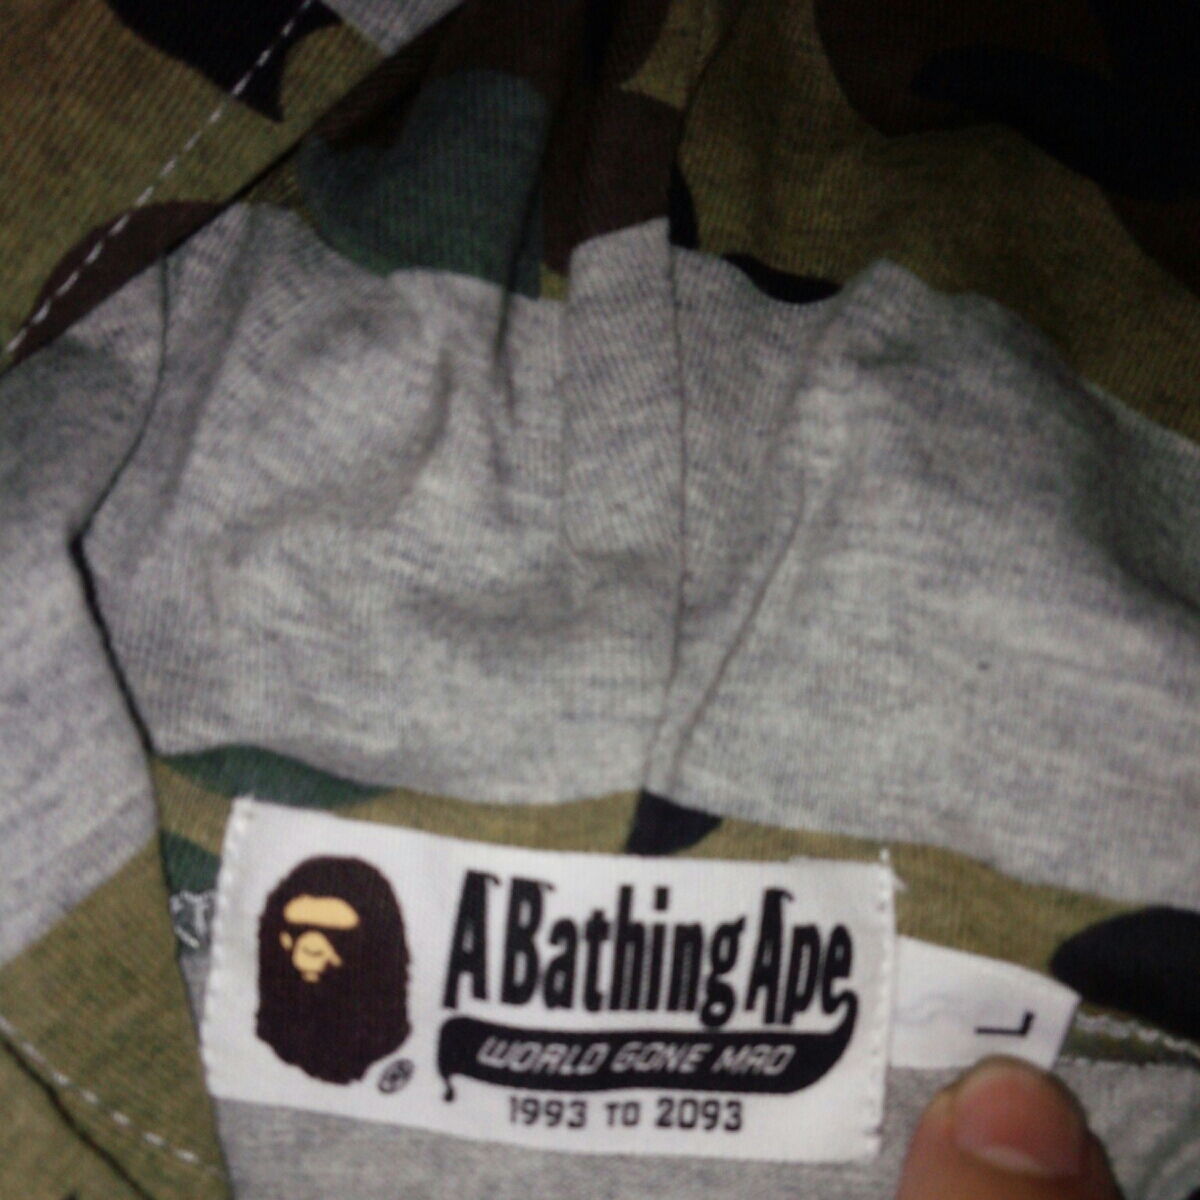 A Bathing Ape
WORLD GONE MAD
1993 TO 2093
L